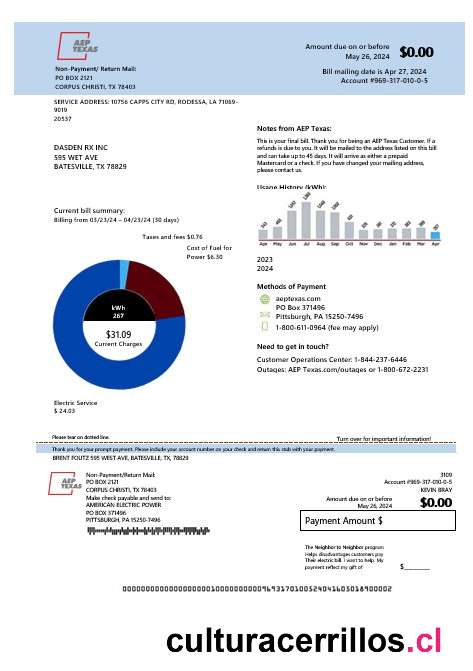 AEP
TEXAS
Non-Payment/ Return Mail:
PO BOX 2121
CORPUS CHRISTI, TX 78403
Amount due on or before
May 26, 2024
$0.00
Bill mailing date is Apr 27, 2024
Account #969-317-010-0-5
SERVICE ADDRESS: 10756 CAPPS CITY RD, RODESSA, LA 71069-
9019
20537
DASDEN RX INC
595 WET AVE
BATESVILLE, TX 78829
Notes from AEP Texas:
This is your final bill. Thank you for being an AEP Texas Customer. If a
refunds is due to you. It will be mailed to the address listed on this bill
and can take up to 45 days. It will arrive as either a prepaid
Mastercard or a check. If you have changed your mailing address,
please contact us.
Usage History (kWh):
Apr May Jun Jul Aug Sep Oct Nov Dec Jan Feb Mar Apr
2023
2024
Current bill summary:
Billing from 03/23/24 – 04/23/24 (30 days)
Taxes and fees $0.76
Cost of Fuel for
Power $6.30
kWh
267
$31.09
Current Charges
Electric Service
$ 24.03
Methods of Payment
aeptexas.com
PO Box 371496
Pittsburgh, PA 15250-7496
1-800-611-0964 (fee may apply)
Need to get in touch?
Customer Operations Center: 1-844-237-6446
Outages: AEP Texas.com/outages or 1-800-672-2231
Please tear on dotted line.
Turn over for important information!
Thank you for your prompt payment. Please include your account number on your check and return this stub with your payment.
BRENT FOUTZ 595 WEST AVE, BATESVILLE, TX, 78829
AEP
TEXAS
Non-Payment/Return Mail:
PO BOX 2121
CORPUS CHRISTI, TX 78403
Make check payable and send to:
AMERICAN ELECTRIC POWER
PO BOX 371496
PITTSBURGH, PA 15250-7496
3109
Account #969-317-010-0-5
KEVIN BRAY
Amount due on or before
May 26, 2024
$0.00
Payment Amount $
The Neighbor to Neighbor program
Helps disadvantages customers pay
Their electric bill. I want to help. My
payment reflect my gift of
$_______
culturacerrillos.cl